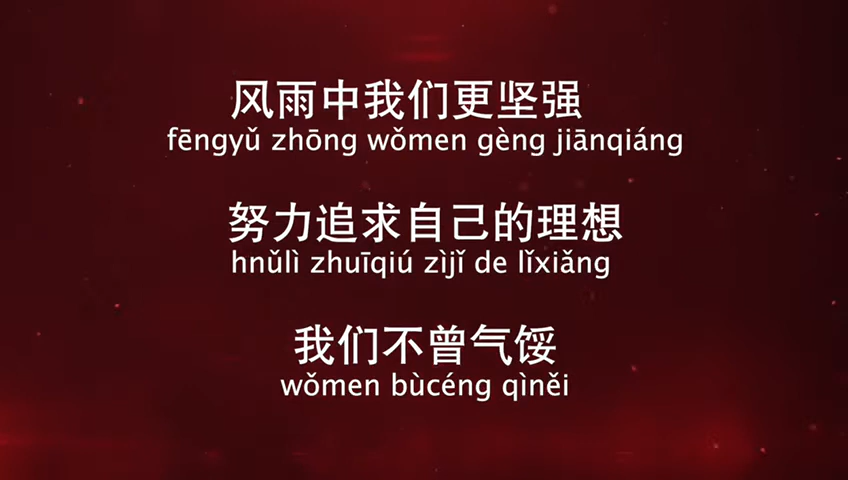 风雨中我们更坚强
fēngyǔ zhōng wǒmen gèng jiānqiáng
努力追求自己的理想
hnǔlì zhuīqiú zìjǐ de lǐxiǎng
我们不曾气馁
wǒmen bùcéng qìněi